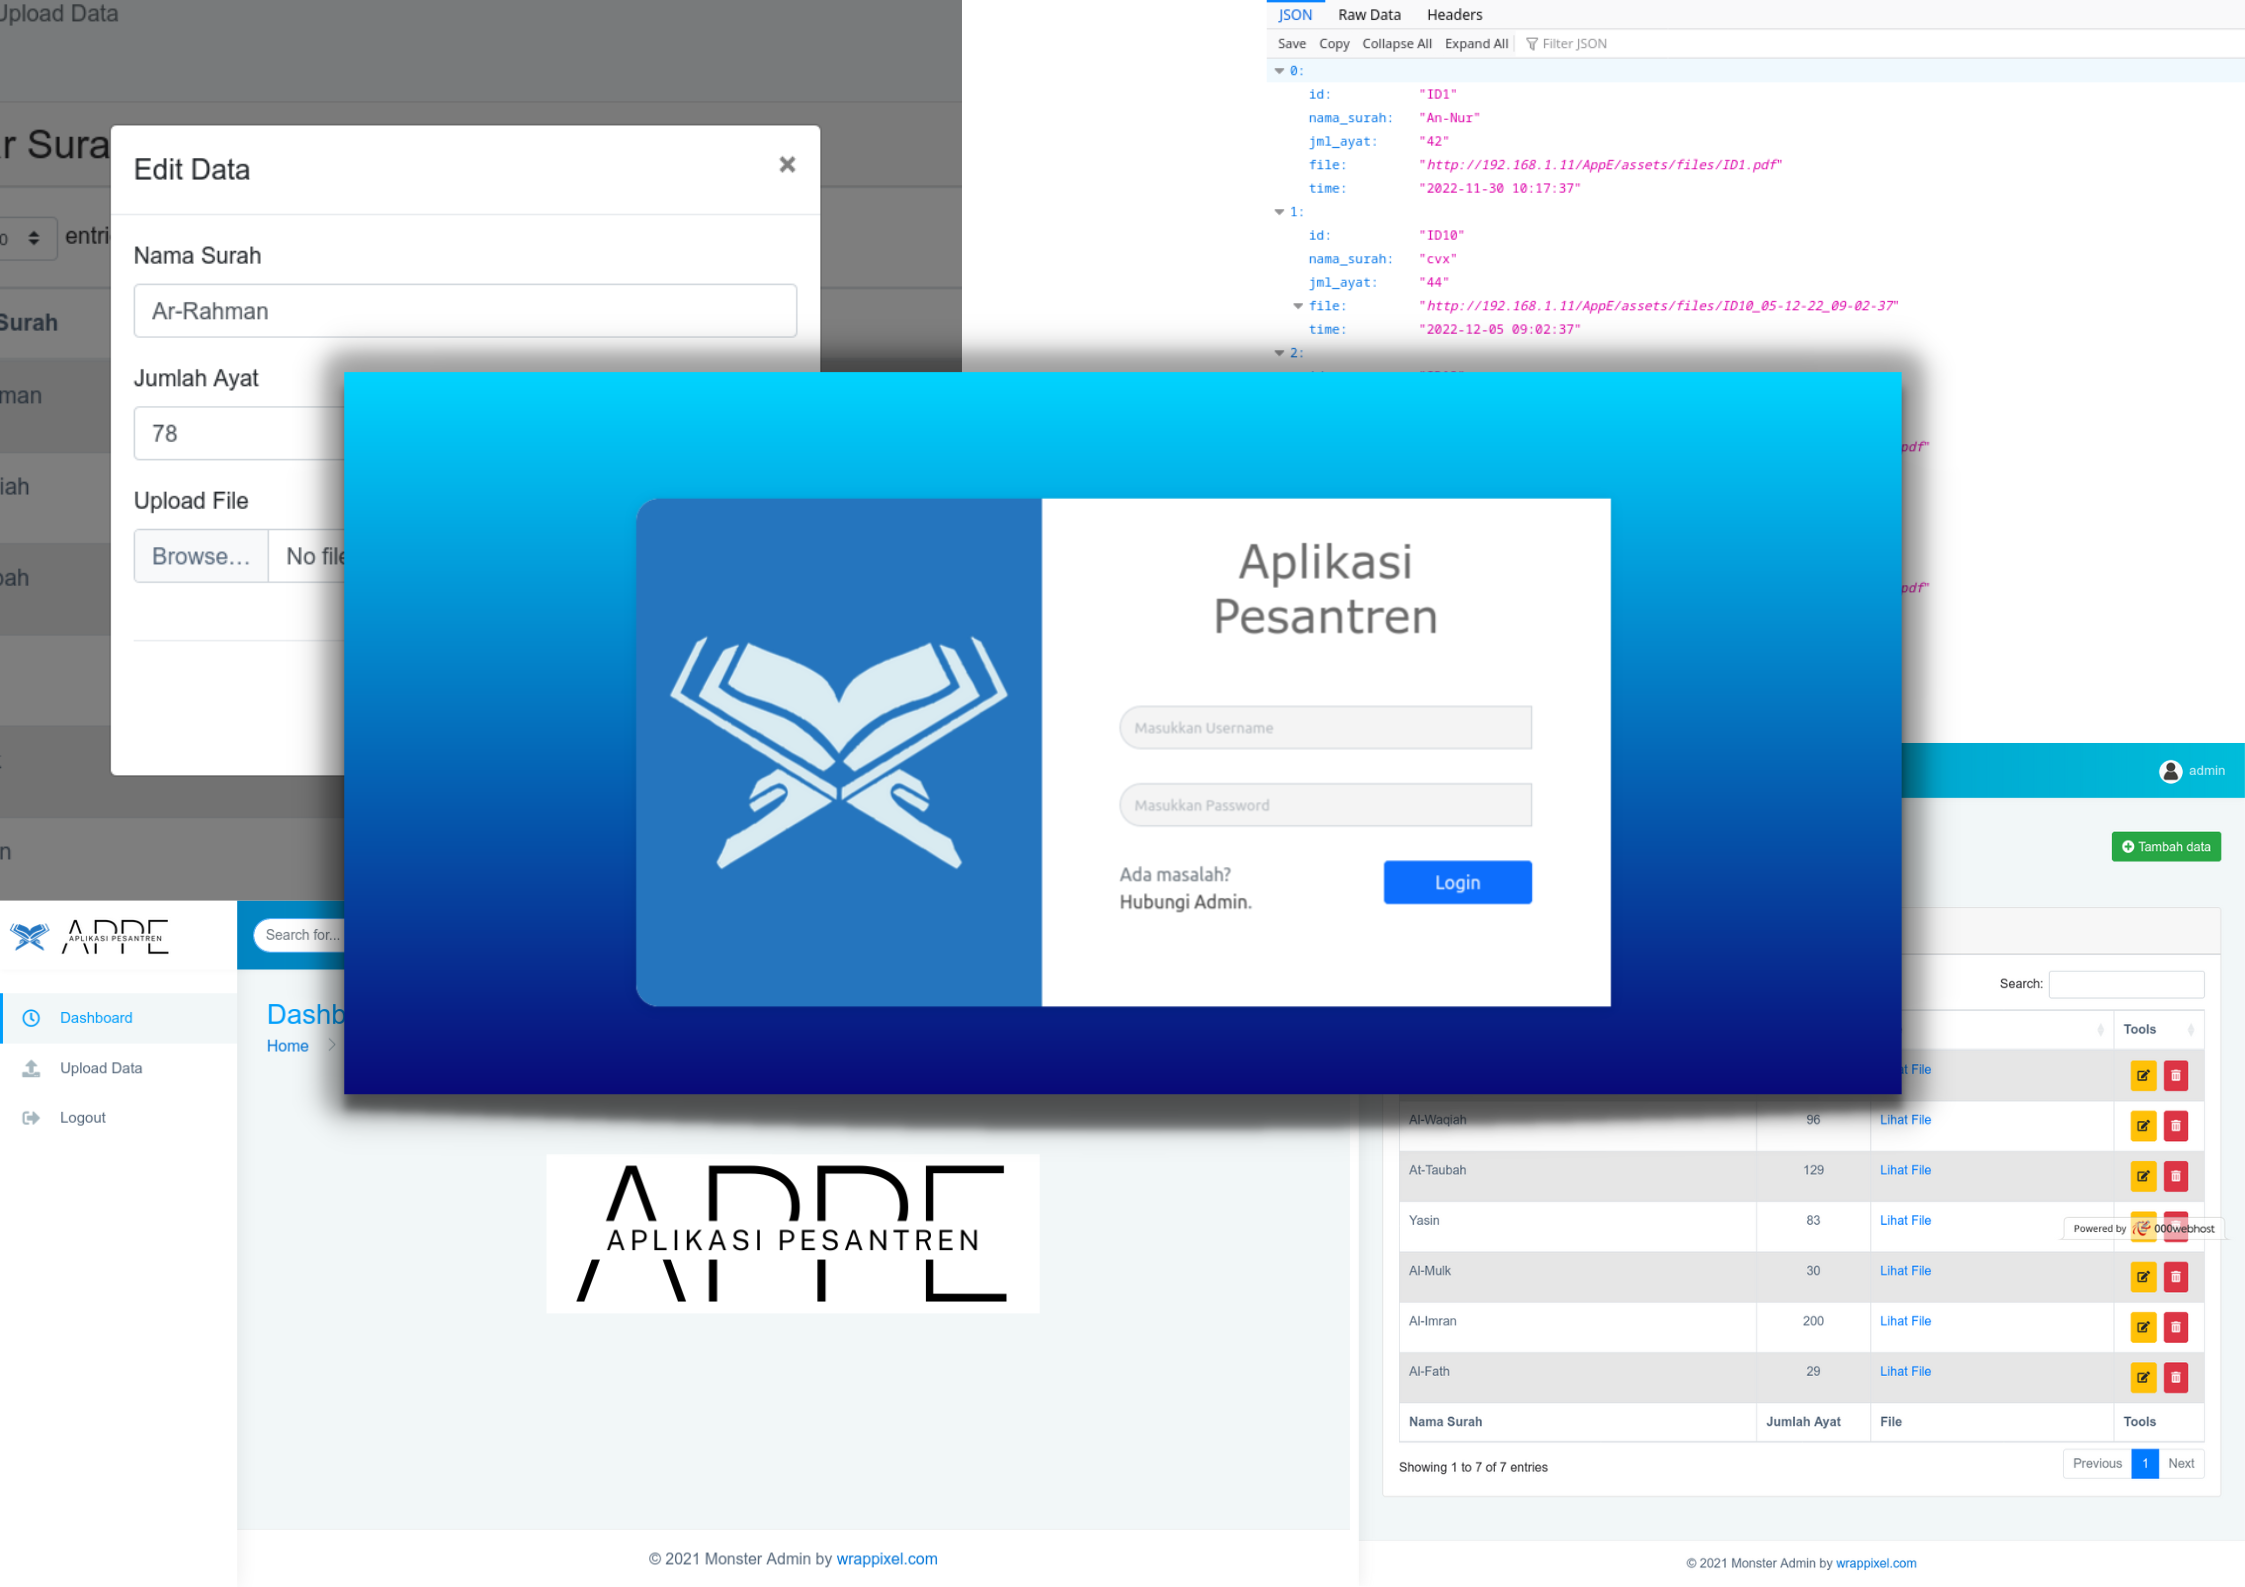 Upload Data
r Sura
entri
Surah
man
iah
bah
n
Edit Data
×
Nama Surah
Ar-Rahman
Jumlah Ayat
78
Upload File
Browse...
No file
JSON Raw Data Headers
Save Copy Collapse All Expand All Filter JSON
0:
id: "ID1"
nama_surah: "An-Nur"
jml_ayat: "42"
file: "http://192.168.1.11/AppE/assets/files/ID1.pdf"
time: "2022-11-30 10:17:37"
1:
id: "ID10"
nama_surah: "cvx"
jml_ayat: "44"
file: "http://192.168.1.11/AppE/assets/files/ID10_05-12-22_09-02-37"
time: "2022-12-05 09:02:37"
2:
pdf"
pdf"
Aplikasi
Pesantren
Masukkan Username
Masukkan Password
Ada masalah?
Hubungi Admin.
Login
APPE
APLIKASI PESANTREN
Search for...
Dashboard
Upload Data
Logout
Dashb
Home
APPE
APLIKASI PESANTREN
© 2021 Monster Admin by wrappixel.com
admin
Tambah data
Search:
Tools
at File
Al-Waqiah 96 Lihat File
At-Taubah 129 Lihat File
Yasin 83 Lihat File
Powered by 000webhost
Al-Mulk 30 Lihat File
Al-Imran 200 Lihat File
Al-Fath 29 Lihat File
Nama Surah Jumlah Ayat File Tools
Showing 1 to 7 of 7 entries
Previous 1 Next
© 2021 Monster Admin by wrappixel.com